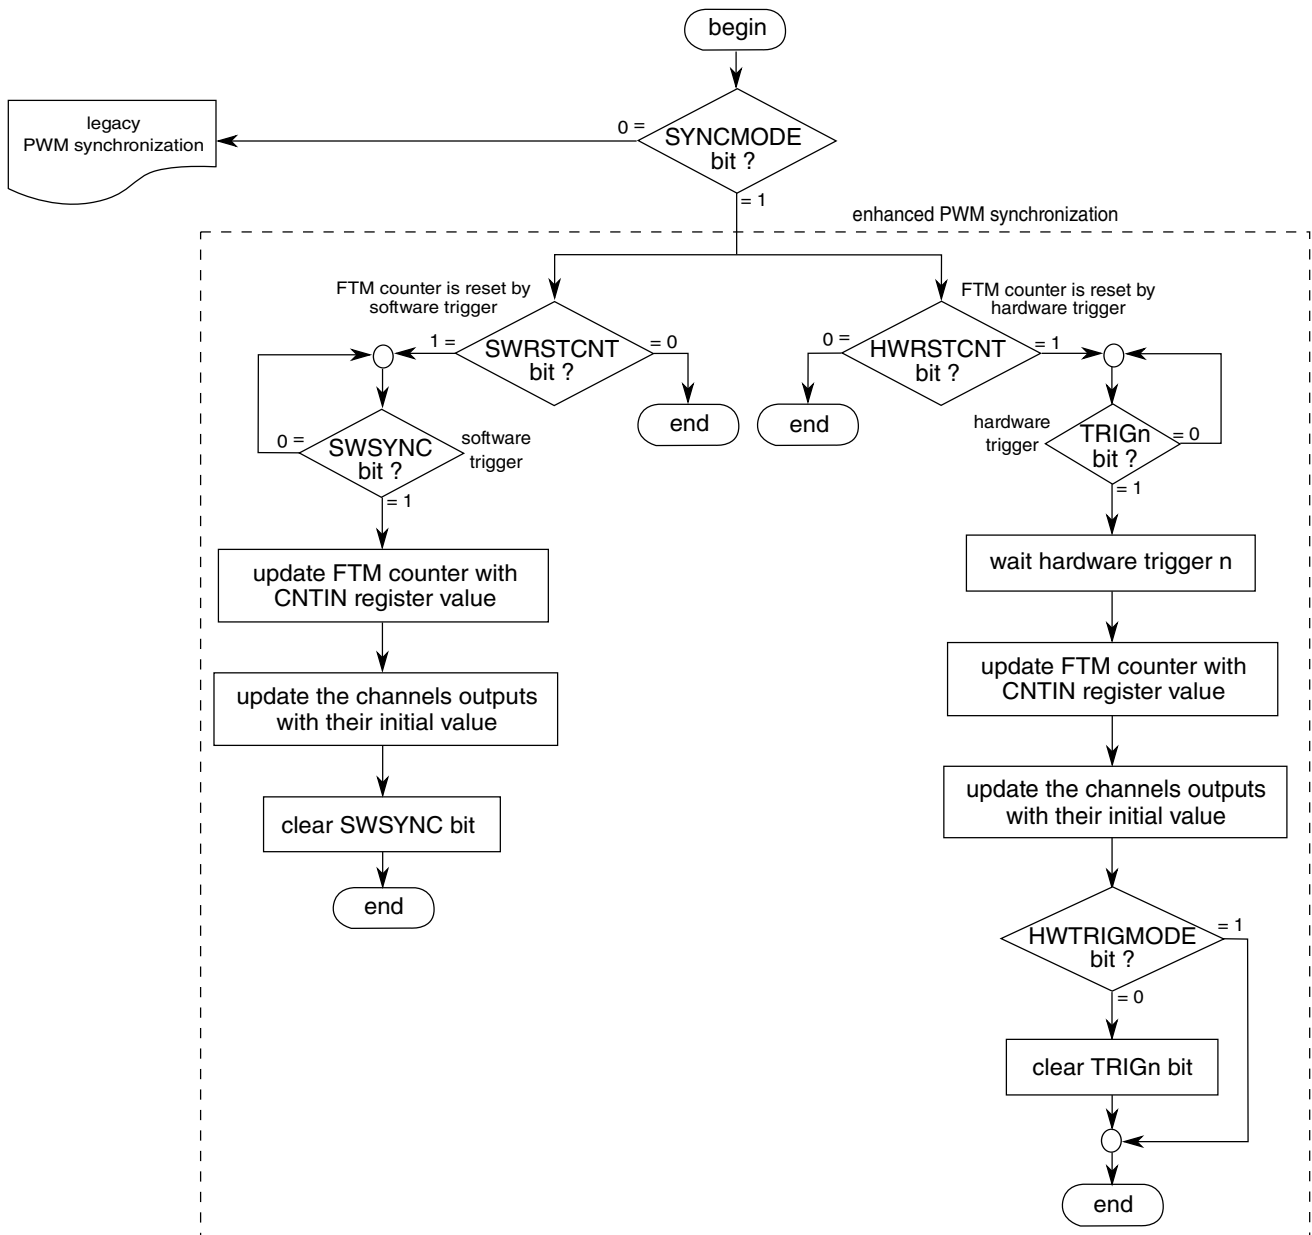 begin
legacy
PWM synchronization
0 =
SYNCMODE
bit ?
= 1
enhanced PWM synchronization
FTM counter is reset by
software trigger
FTM counter is reset by
hardware trigger
1 =
SWRSTCNT
bit ?
= 0
0 =
HWRSTCNT
bit ?
= 1
end
end
0 =
SWSYNC
bit ?
software
trigger
= 1
hardware
trigger
TRIGn
bit ?
= 0
= 1
update FTM counter with
CNTIN register value
wait hardware trigger n
update the channels outputs
with their initial value
update FTM counter with
CNTIN register value
clear SWSYNC bit
update the channels outputs
with their initial value
end
HWTRIGMODE
bit ?
= 1
= 0
clear TRIGn bit
end